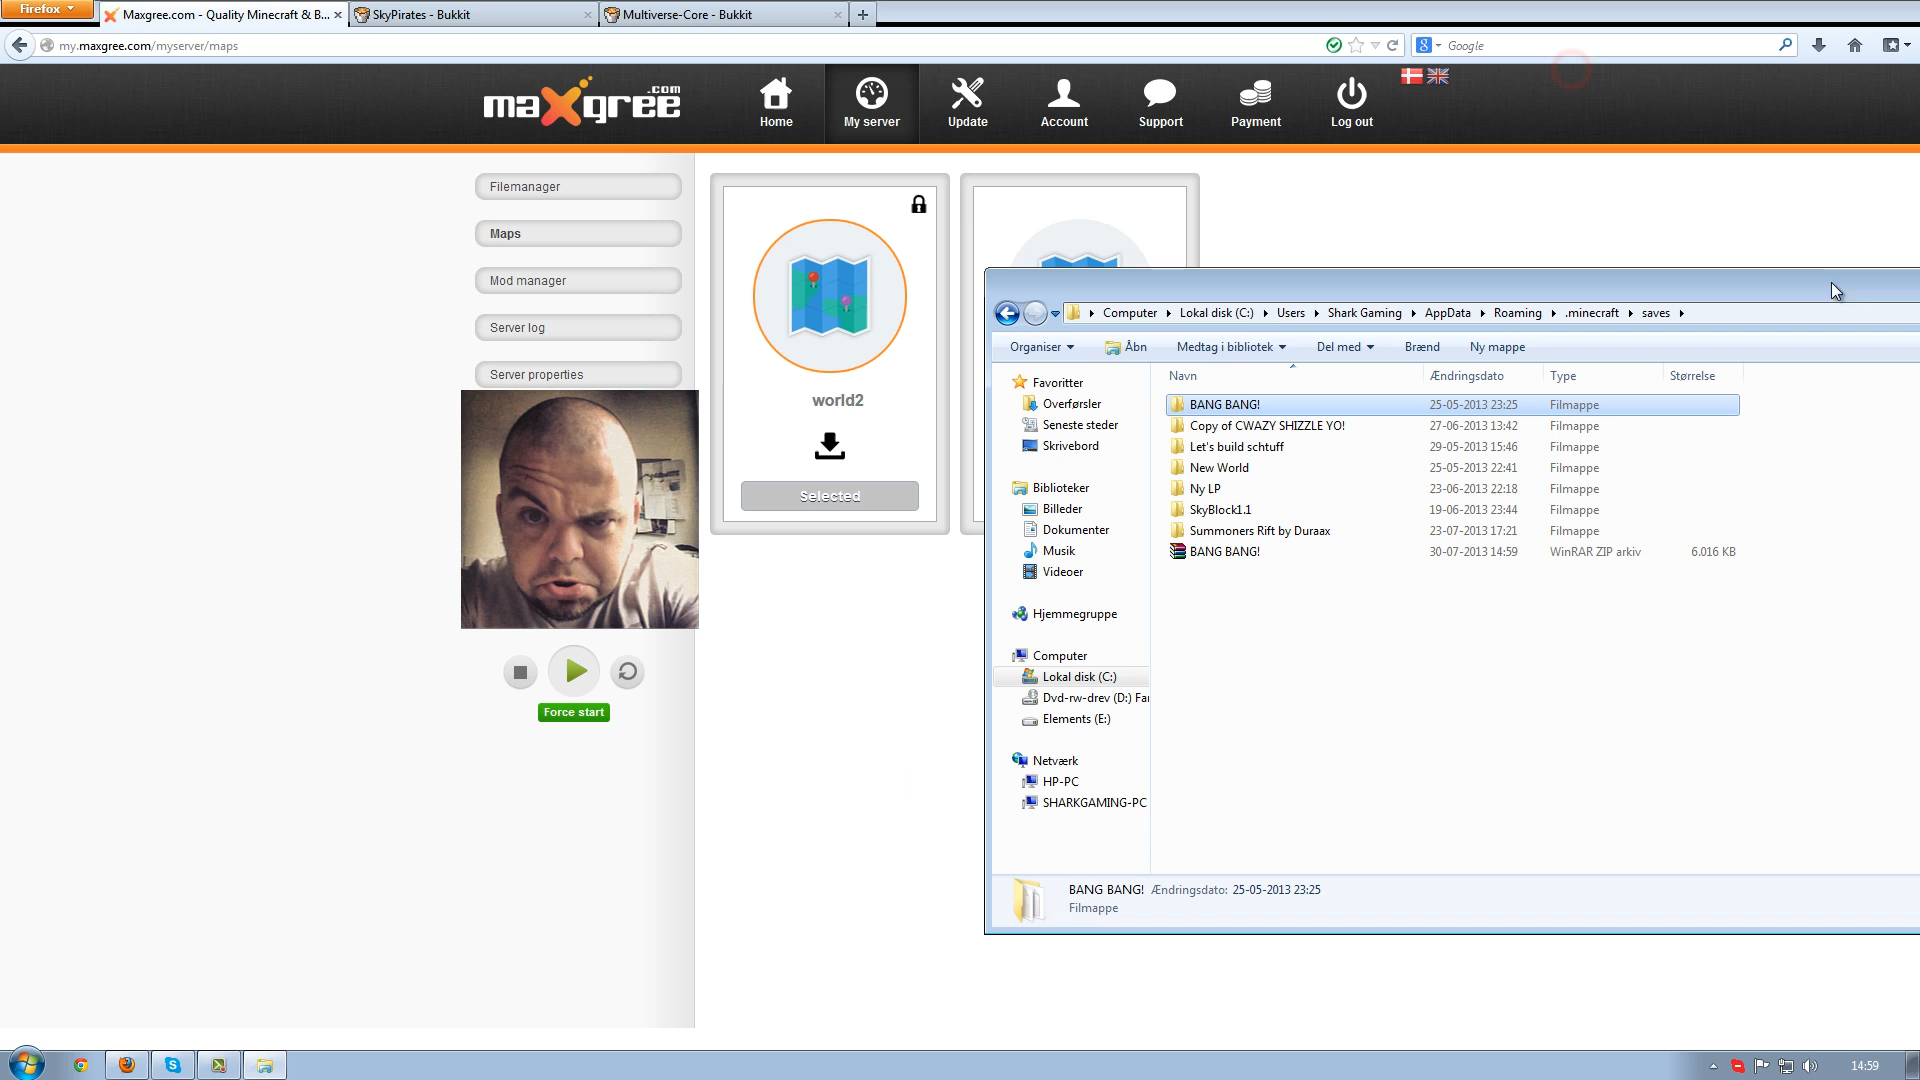 Firefox
Maxgree.com - Quality Minecraft & B...
SkyPirates - Bukkit
Multiverse-Core - Bukkit
my.maxgree.com/myserver/maps
8
Google
maxgree.com
Home
My server
Update
Account
Support
Payment
Log out
Filemanager
Maps
Mod manager
Server log
Server properties
world2
Selected
Force start
Computer
Lokal disk (C:)
Users
Shark Gaming
AppData
Roaming
.minecraft
saves
Organiser
Åbn
Medtag i bibliotek
Del med
Brænd
Ny mappe
Favoritter
Overførsler
Seneste steder
Skrivebord
Biblioteker
Billeder
Dokumenter
Musik
Videoer
Hjemmegruppe
Computer
Lokal disk (C:)
Dvd-rw-drev (D:) Far
Elements (E:)
Netværk
HP-PC
SHARKGAMING-PC
Navn Ændringsdato Type Størrelse
BANG BANG! 25-05-2013 23:25 Filmappe
Copy of CWAZY SHIZZLE YO! 27-06-2013 13:42 Filmappe
Let's build schtuff 29-05-2013 15:46 Filmappe
New World 25-05-2013 22:41 Filmappe
Ny LP 23-06-2013 22:18 Filmappe
SkyBlock1.1 19-06-2013 23:44 Filmappe
Summoners Rift by Duraax 23-07-2013 17:21 Filmappe
BANG BANG! 30-07-2013 14:59 WinRAR ZIP arkiv 6.016 KB
BANG BANG! Ændringsdato: 25-05-2013 23:25
Filmappe
14:59